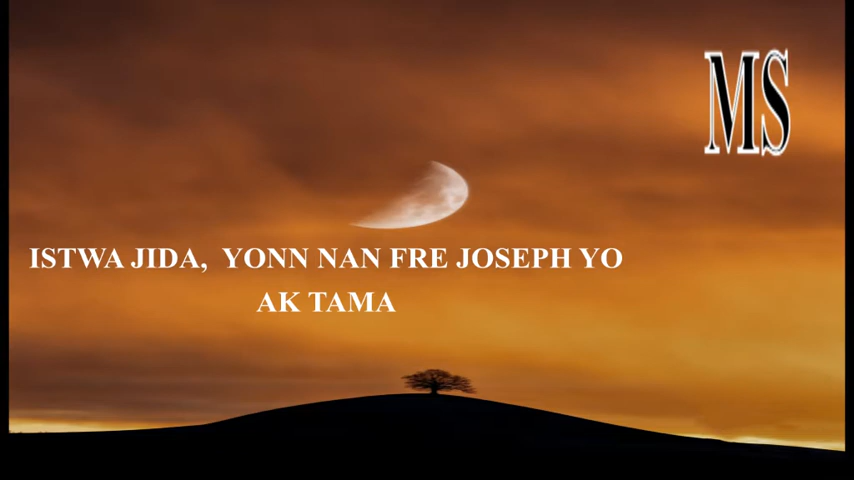 MS
ISTWA JIDA, YONN NAN FRE JOSEPH YO
AK TAMA